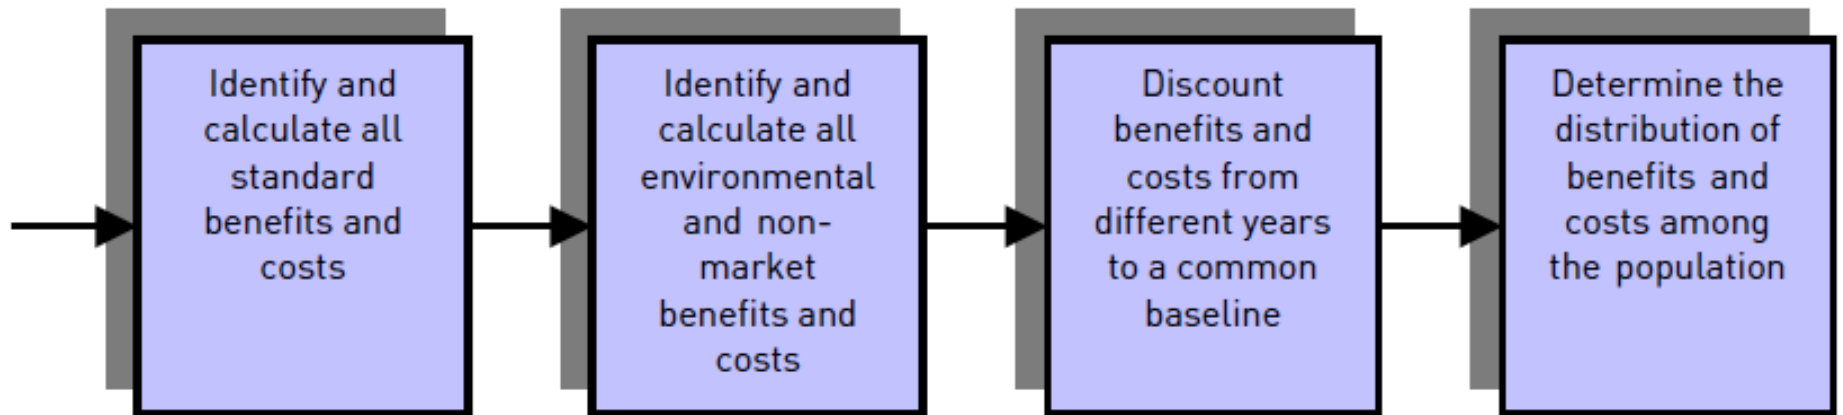 Identify and
calculate all
standard
benefits and
costs
Identify and
calculate all
environmental
and non-
market
benefits and
costs
Discount
benefits and
costs from
different years
to a common
baseline
Determine the
distribution of
benefits and
costs among
the population